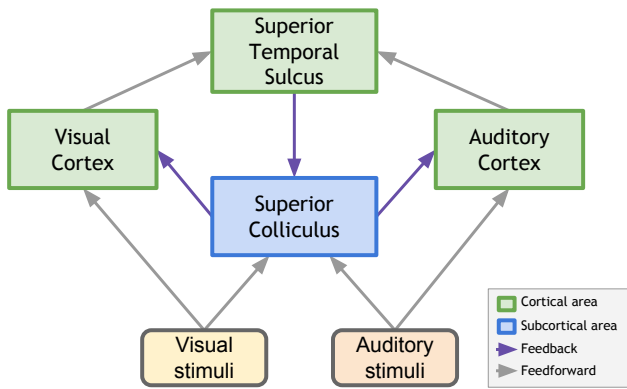 Superior
Temporal
Sulcus
Visual
Cortex
Auditory
Cortex
Superior
Colliculus
Visual
stimuli
Auditory
stimuli
Cortical area
Subcortical area
Feedback
Feedforward